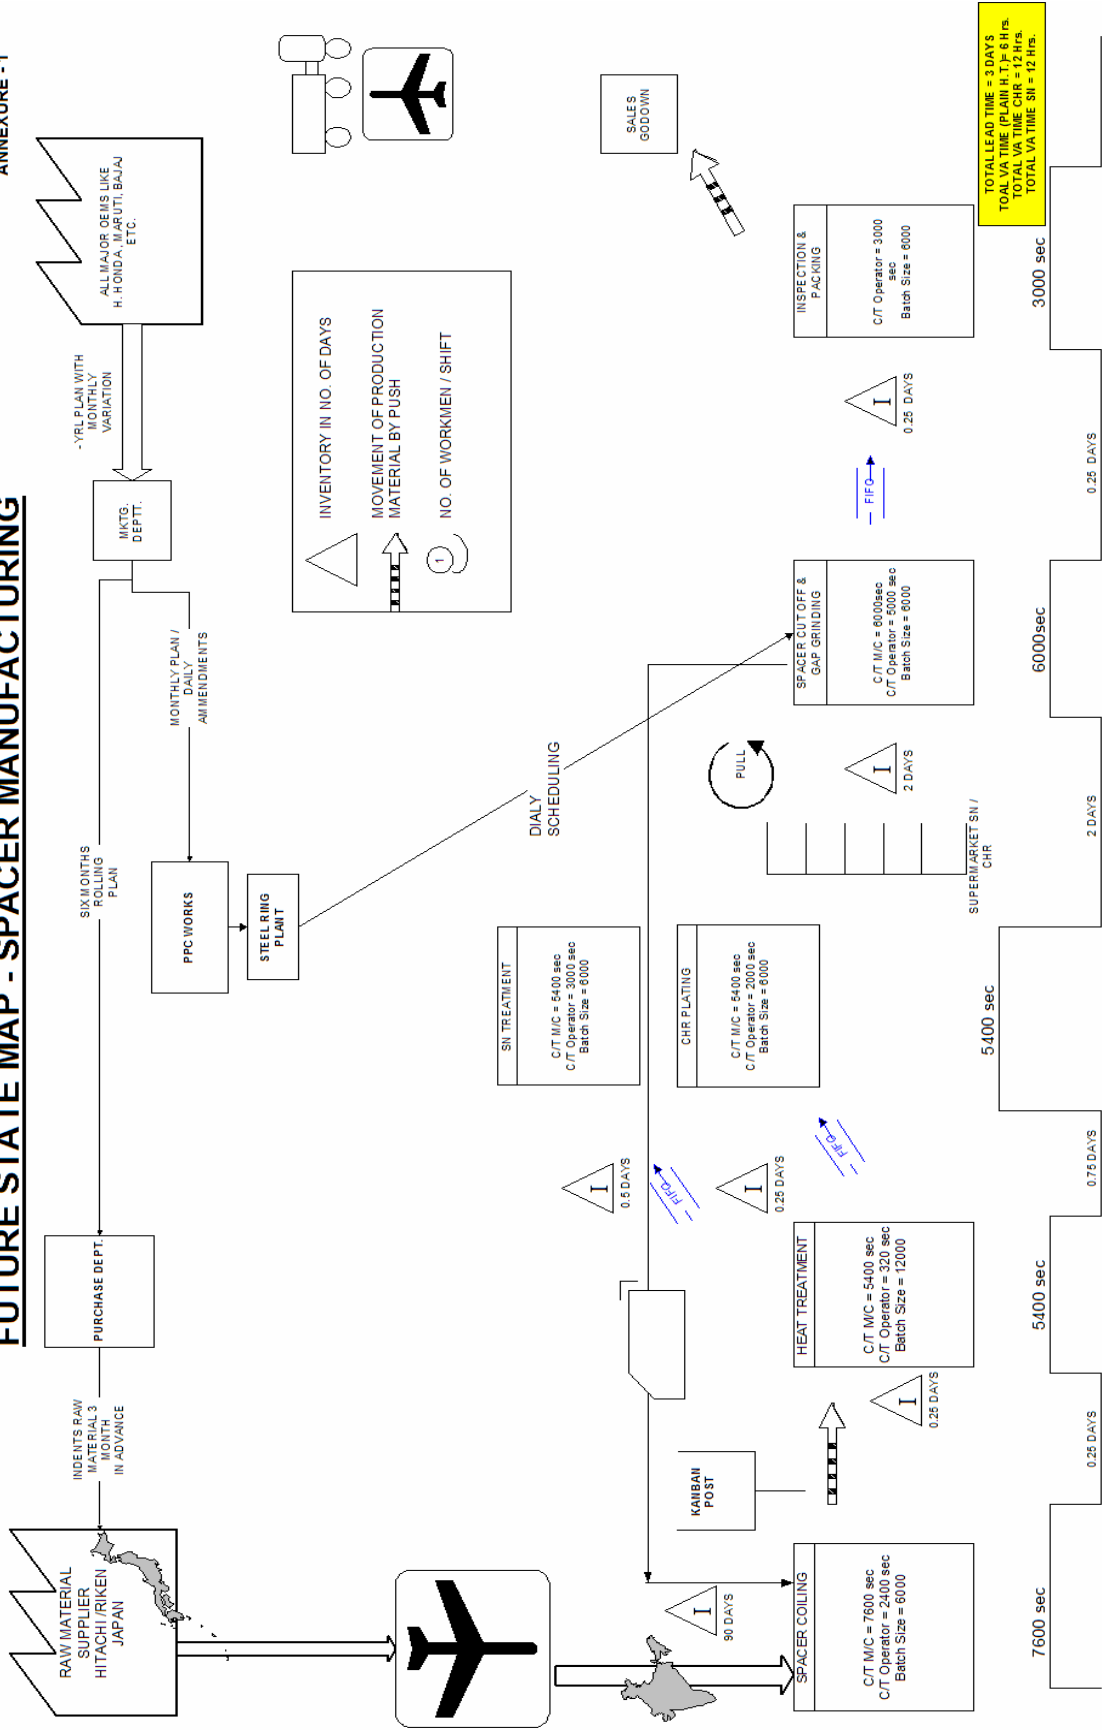 ANNEXURE - 1
FUTURE STATE MAP - SPACER MANUFACTURING
RAW MATERIAL
SUPPLIER
HITACHI /RIKEN
JAPAN
INDENTS RAW
MATERIAL 3
MONTH
IN ADVANCE
PURCHASE DEPT.
SIX MONTHS
ROLLING
PLAN
MKTG.
DEPTT.
-YRL PLAN WITH
MONTHLY
VARIATION
ALL MAJOR OEMS LIKE
H. HONDA, MARUTI, BAJAJ
ETC.
MONTHLY PLAN /
DAILY
AMMENDMENTS
PPC WORKS
STEEL RING
PLANT
DIALY
SCHEDULING
INVENTORY IN NO. OF DAYS
MOVEMENT OF PRODUCTION
MATERIAL BY PUSH
1
NO. OF WORKMEN / SHIFT
SALES
GODOWN
I
90 DAYS
SPACER COILING
C/T M/C = 7600 sec
C/T Operator = 2400 sec
Batch Size = 6000
KANBAN
POST
I
0.25 DAYS
HEAT TREATMENT
C/T M/C = 5400 sec
C/T Operator = 320 sec
Batch Size = 12000
I
0.5 DAYS
FIFO
I
0.25 DAYS
FIFO
SN TREATMENT
C/T M/C = 5400 sec
C/T Operator = 3000 sec
Batch Size = 6000
CHR PLATING
C/T M/C = 5400 sec
C/T Operator = 2000 sec
Batch Size = 6000
SUPERMARKET SN /
CHR
PULL
I
2 DAYS
SPACER CUT OFF &
GAP GRINDING
C/T M/C = 6000sec
C/T Operator = 5000 sec
Batch Size = 6000
FIFO
I
0.25 DAYS
INSPECTION &
PACKING
C/T Operator = 3000
sec
Batch Size = 6000
TOTAL LEAD TIME = 3 DAYS
TOAL VA TIME (PLAIN H.T.)= 6 Hrs.
TOTAL VA TIME CHR = 12 Hrs.
TOTAL VA TIME SN = 12 Hrs.
7600 sec
0.25 DAYS
5400 sec
0.75 DAYS
5400 sec
2 DAYS
6000sec
0.25 DAYS
3000 sec